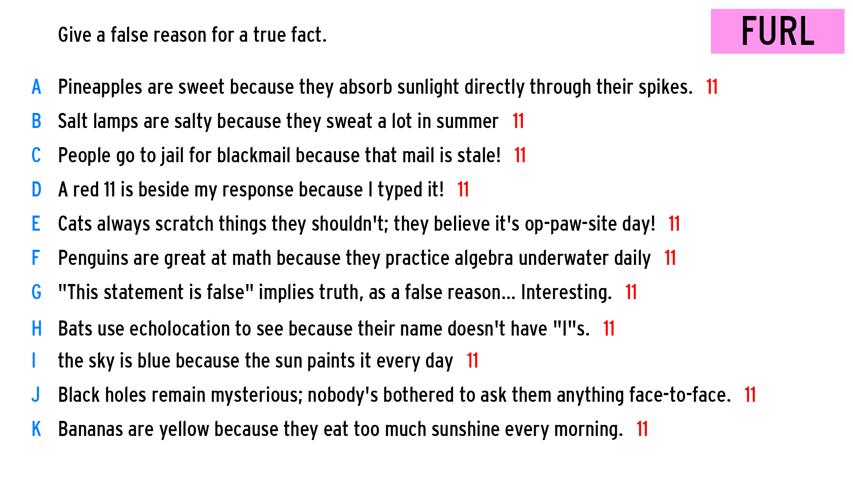 Give a false reason for a true fact.
FURL
A Pineapples are sweet because they absorb sunlight directly through their spikes. 11
B Salt lamps are salty because they sweat a lot in summer 11
C People go to jail for blackmail because that mail is stale! 11
D A red 11 is beside my response because I typed it! 11
E Cats always scratch things they shouldn't; they believe it's op-paw-site day! 11
F Penguins are great at math because they practice algebra underwater daily 11
G "This statement is false" implies truth, as a false reason... Interesting. 11
H Bats use echolocation to see because their name doesn't have "I"s. 11
I the sky is blue because the sun paints it every day 11
J Black holes remain mysterious; nobody's bothered to ask them anything face-to-face. 11
K Bananas are yellow because they eat too much sunshine every morning. 11